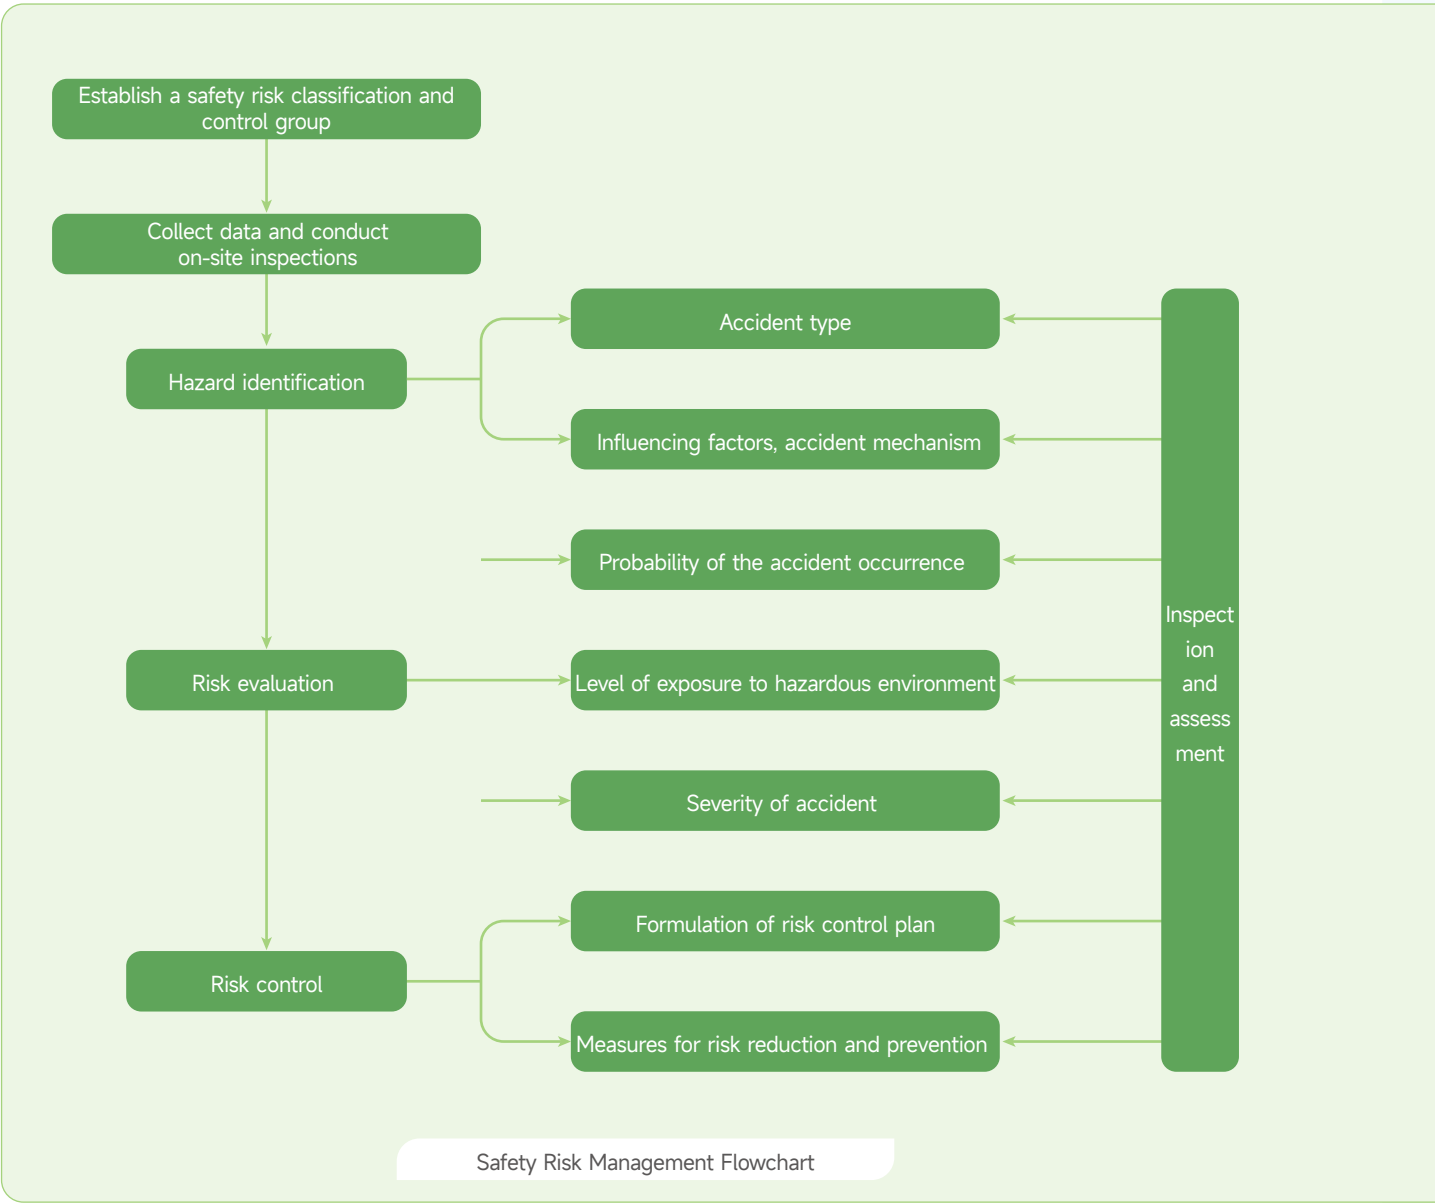 Establish a safety risk classification and
control group
Collect data and conduct
on-site inspections
Hazard identification
Accident type
Influencing factors, accident mechanism
Probability of the accident occurrence
Risk evaluation
Level of exposure to hazardous environment
Severity of accident
Risk control
Formulation of risk control plan
Measures for risk reduction and prevention
Inspect
ion
and
assess
ment
Safety Risk Management Flowchart